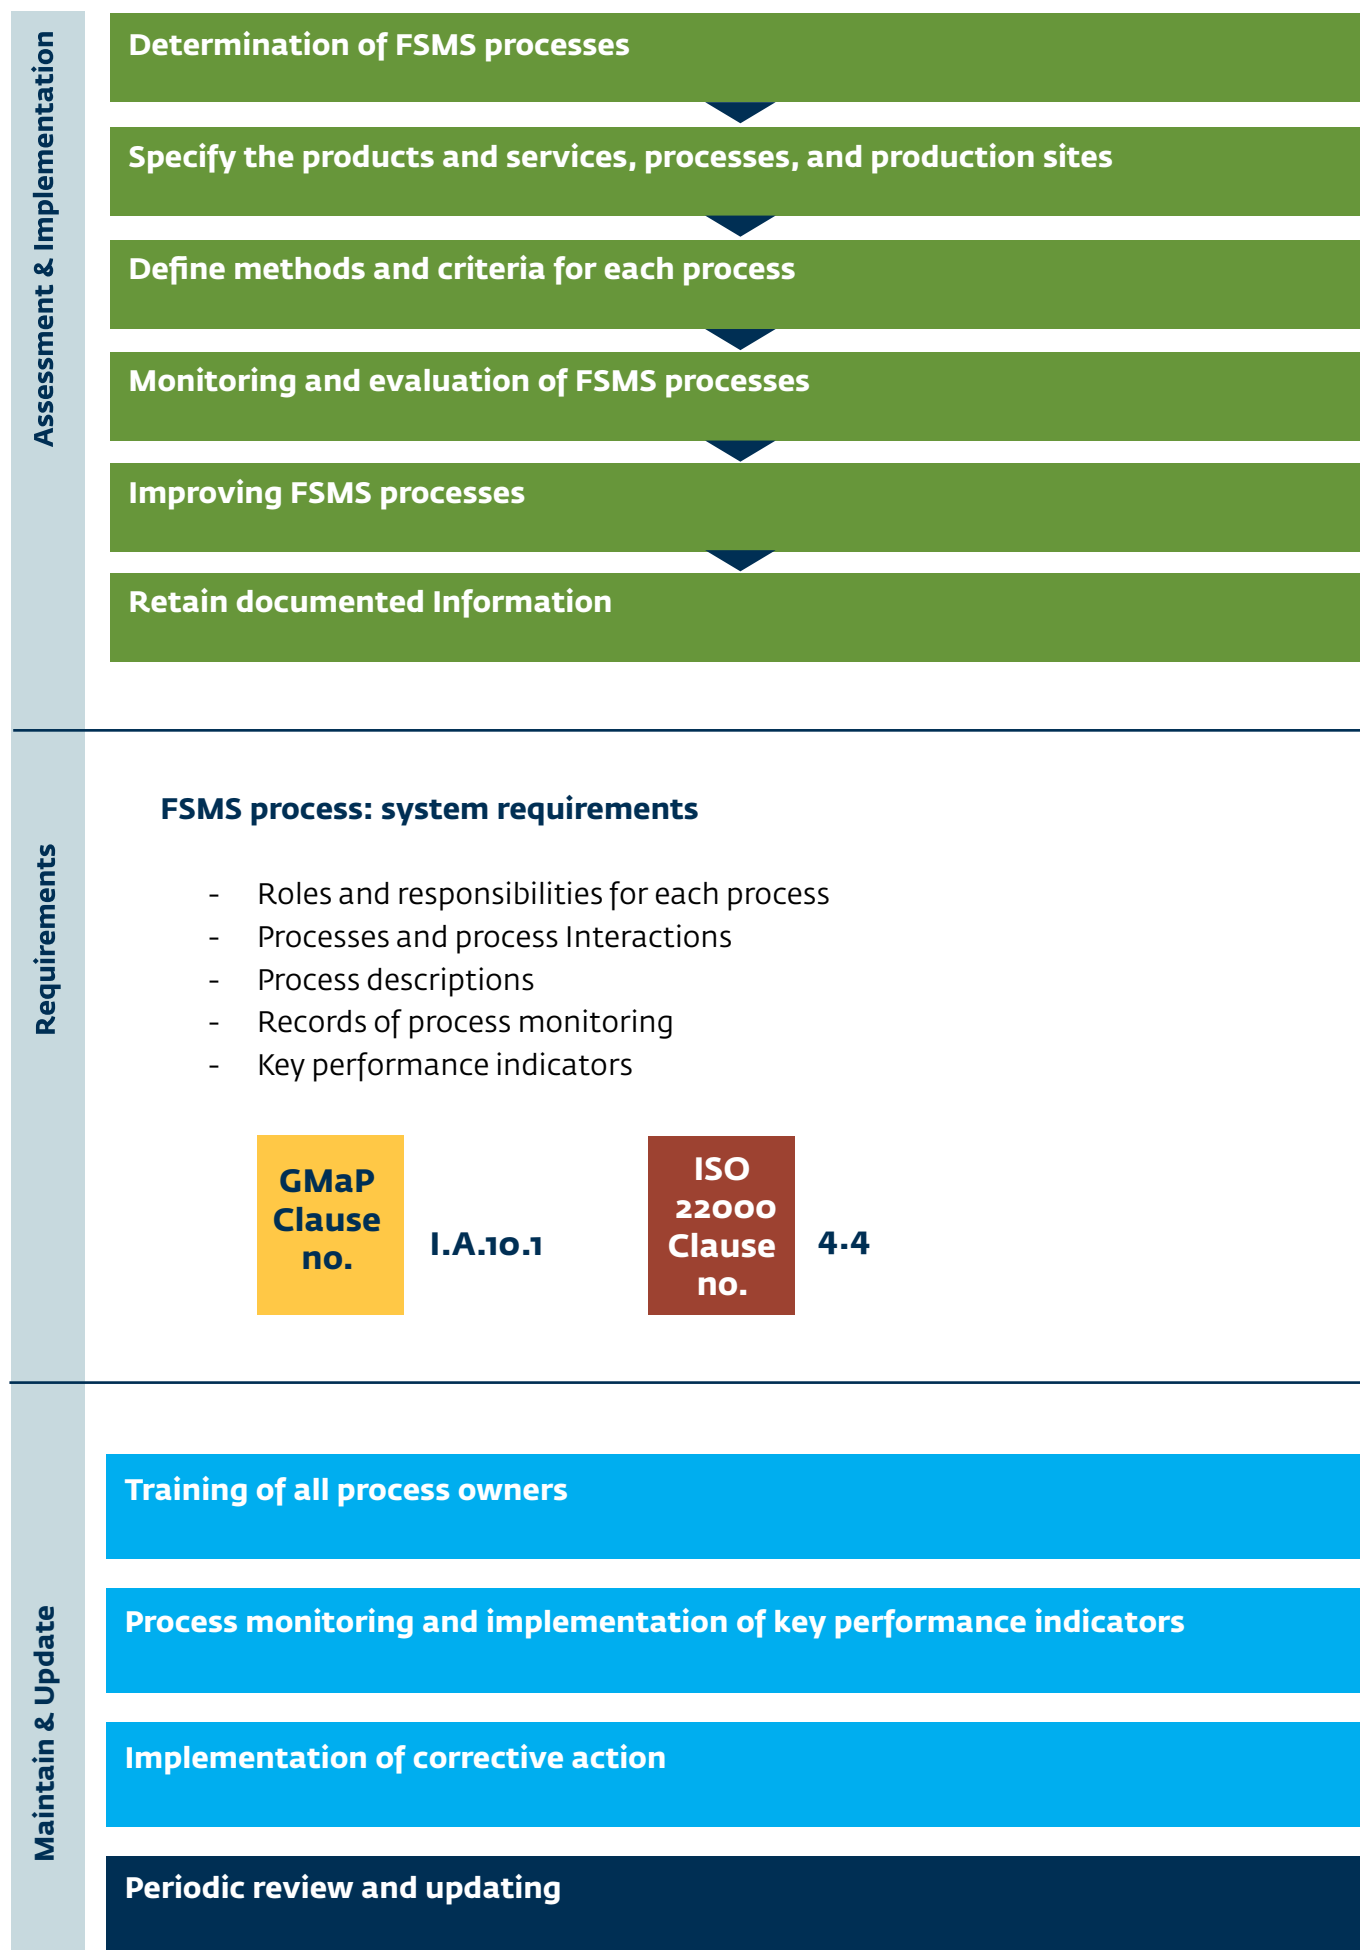 Assessment & Implementation
Determination of FSMS processes
Specify the products and services, processes, and production sites
Define methods and criteria for each process
Monitoring and evaluation of FSMS processes
Improving FSMS processes
Retain documented Information
Requirements
FSMS process: system requirements
- Roles and responsibilities for each process
- Processes and process Interactions
- Process descriptions
- Records of process monitoring
- Key performance indicators
GMaP
Clause
no.
I.A.10.1
ISO
22000
Clause
no.
4.4
Maintain & Update
Training of all process owners
Process monitoring and implementation of key performance indicators
Implementation of corrective action
Periodic review and updating